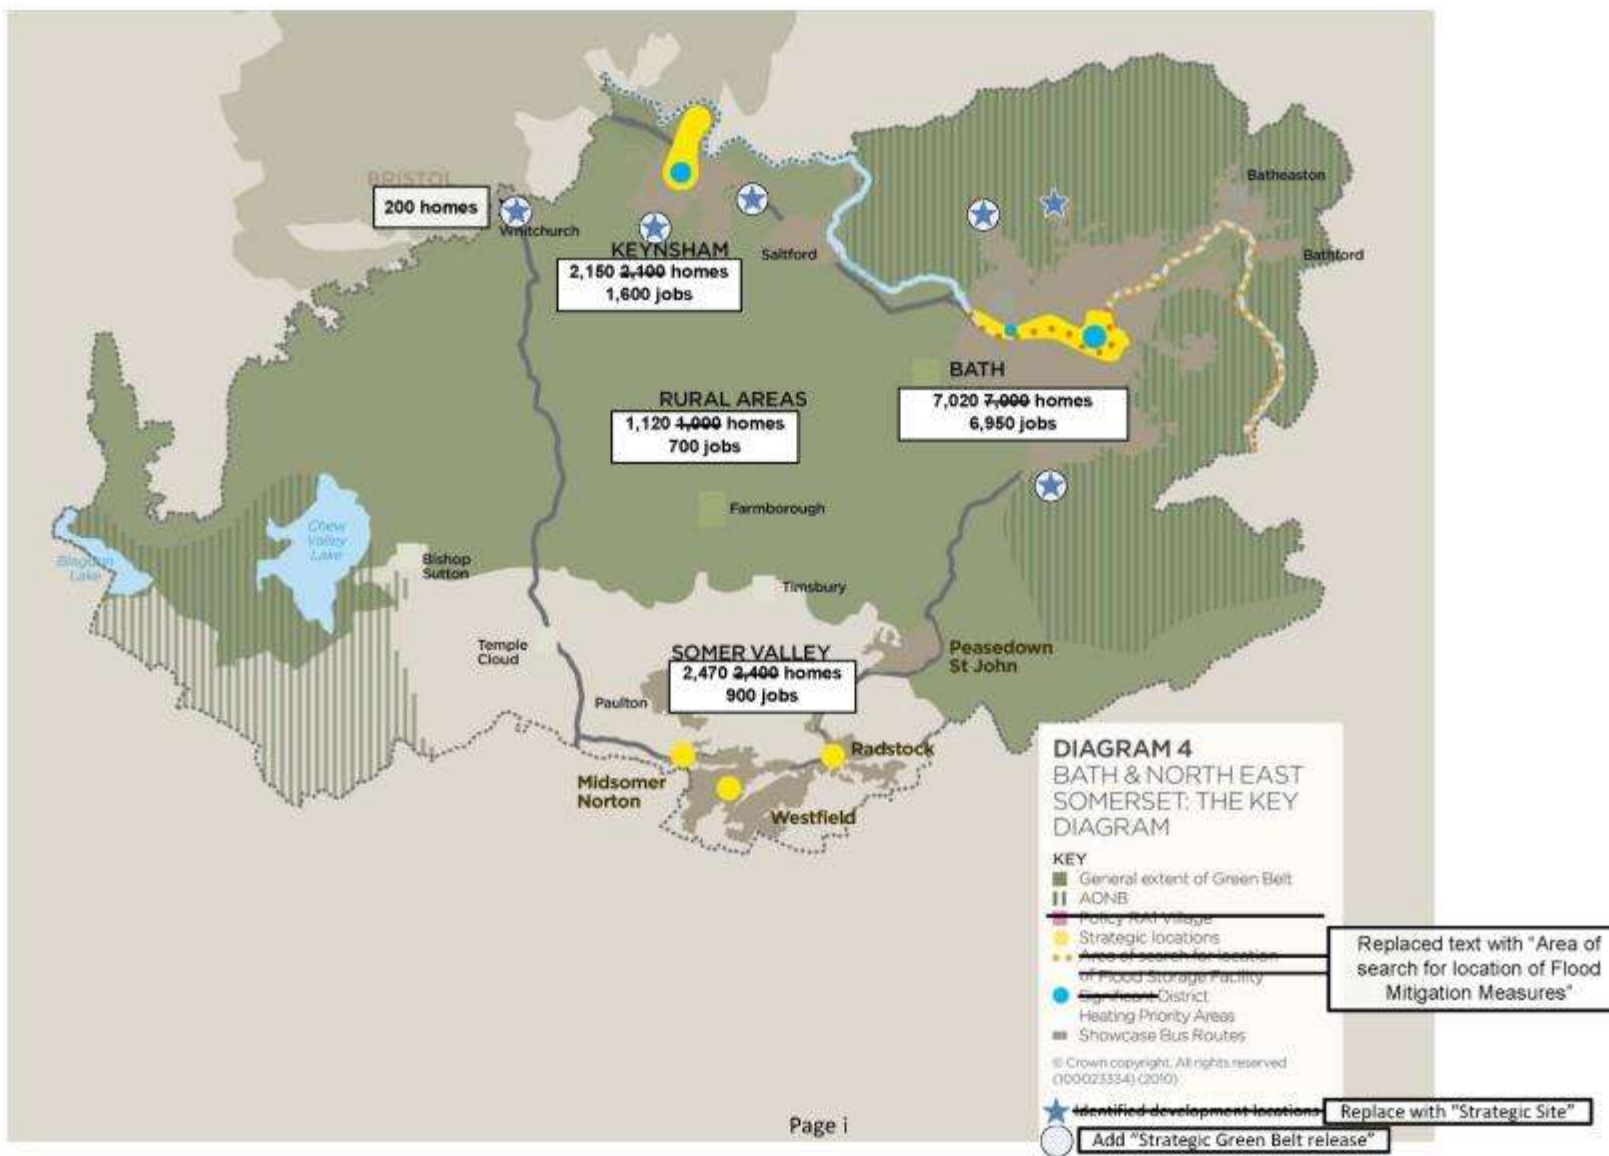 BRISTOL
200 homes
Whitchurch
KEYNSHAM
2,150 2,100 homes
1,600 jobs
Saltford
Batheaston
Bathford
BATH
7,020 7,000 homes
6,950 jobs
RURAL AREAS
1,120 1,000 homes
700 jobs
Farmborough
Chew
Valley
Lake
Blagdon
Lake
Bishop
Sutton
Timsbury
Temple
Cloud
SOMER VALLEY
2,470 2,400 homes
900 jobs
Peasedown
St John
Paulton
Radstock
Midsomer
Norton
Westfield
DIAGRAM 4
BATH & NORTH EAST
SOMERSET: THE KEY
DIAGRAM
KEY
General extent of Green Belt
AONB
Policy RA1 Village
Strategic locations
Area of search for location
of Flood Storage Facility
Significant District
Heating Priority Areas
Showcase Bus Routes
© Crown copyright. All rights reserved
(100023334) (2010)
Identified development locations
Replaced text with "Area of
search for location of Flood
Mitigation Measures"
Replace with "Strategic Site"
Add "Strategic Green Belt release"
Page i